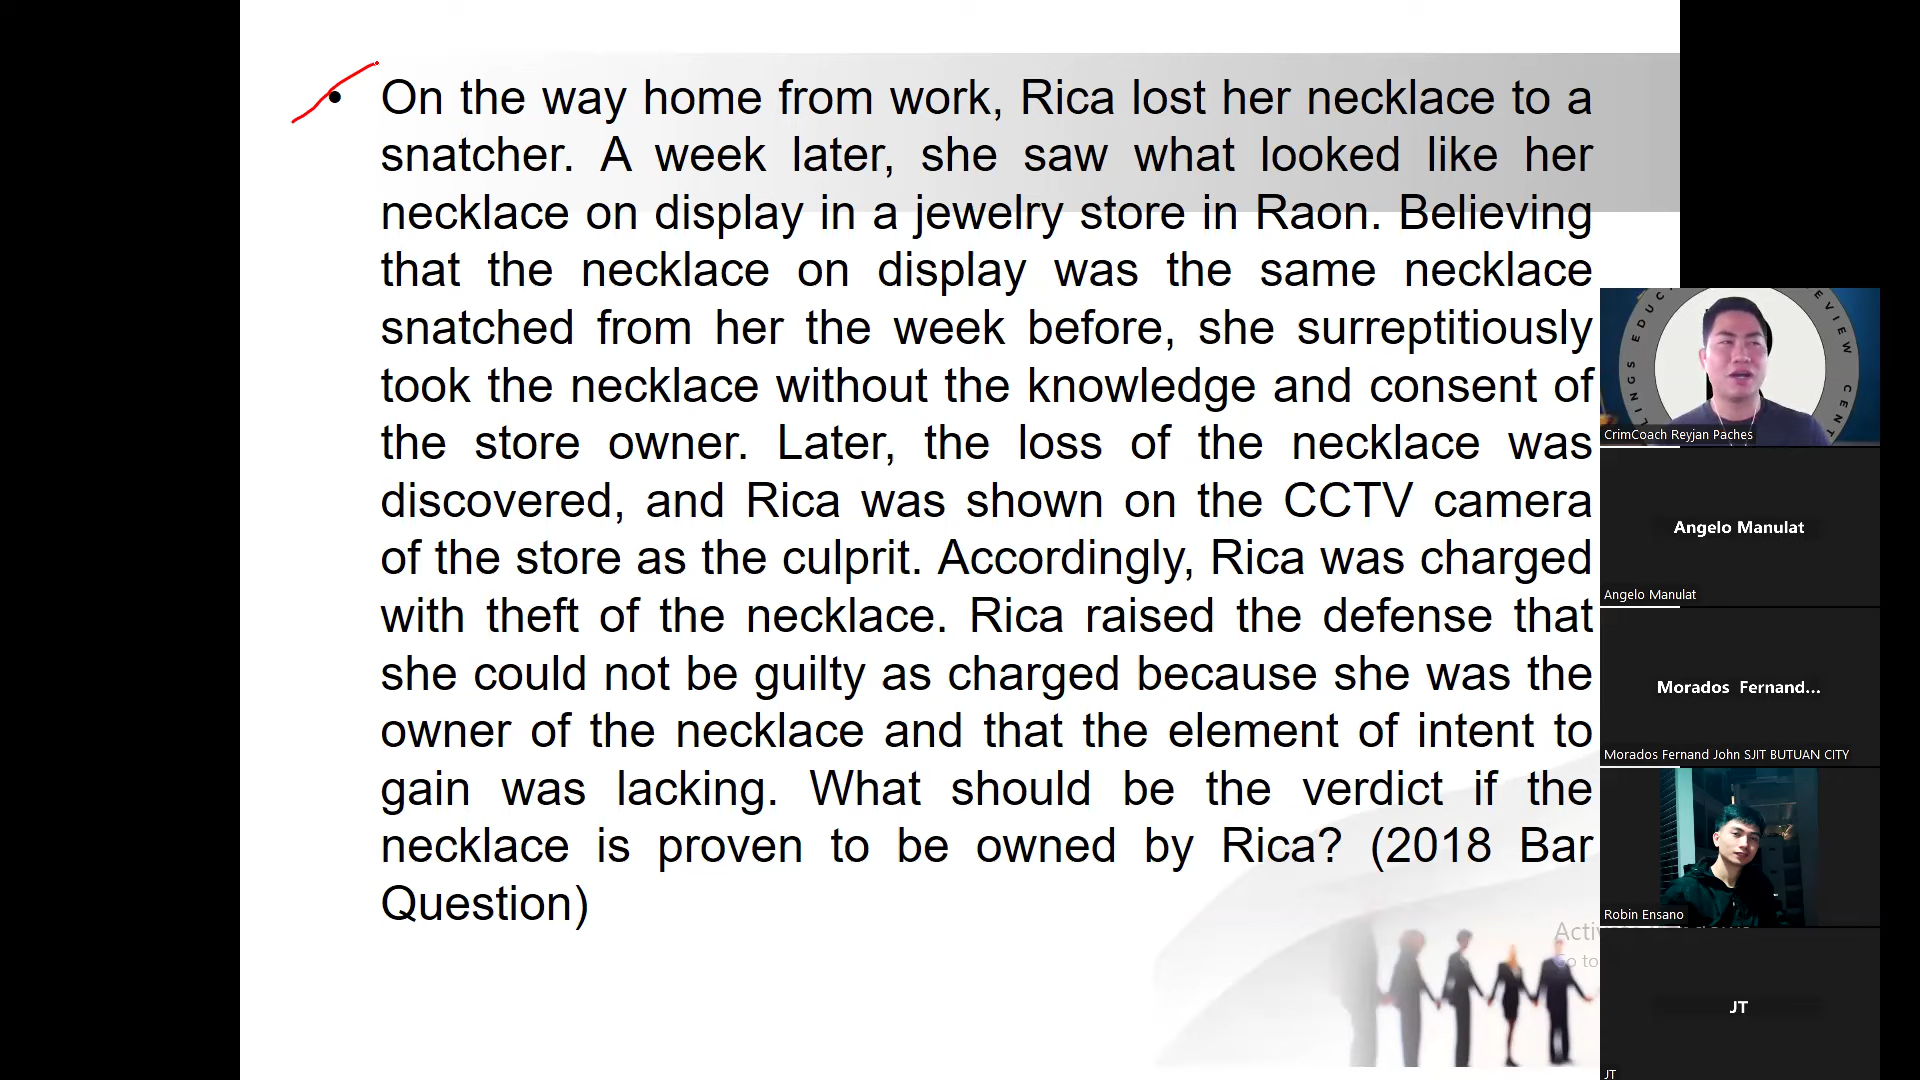 • On the way home from work, Rica lost her necklace to a
snatcher. A week later, she saw what looked like her
necklace on display in a jewelry store in Raon. Believing
that the necklace on display was the same necklace
snatched from her the week before, she surreptitiously
took the necklace without the knowledge and consent of
the store owner. Later, the loss of the necklace was
discovered, and Rica was shown on the CCTV camera
of the store as the culprit. Accordingly, Rica was charged
with theft of the necklace. Rica raised the defense that
she could not be guilty as charged because she was the
owner of the necklace and that the element of intent to
gain was lacking. What should be the verdict if the
necklace is proven to be owned by Rica? (2018 Bar
Question)
CrimCoach Reyjan Paches
Angelo Manulat
Angelo Manulat
Morados Fernand...
Morados Fernand John SJIT BUTUAN CITY
Robin Ensano
JT
JT